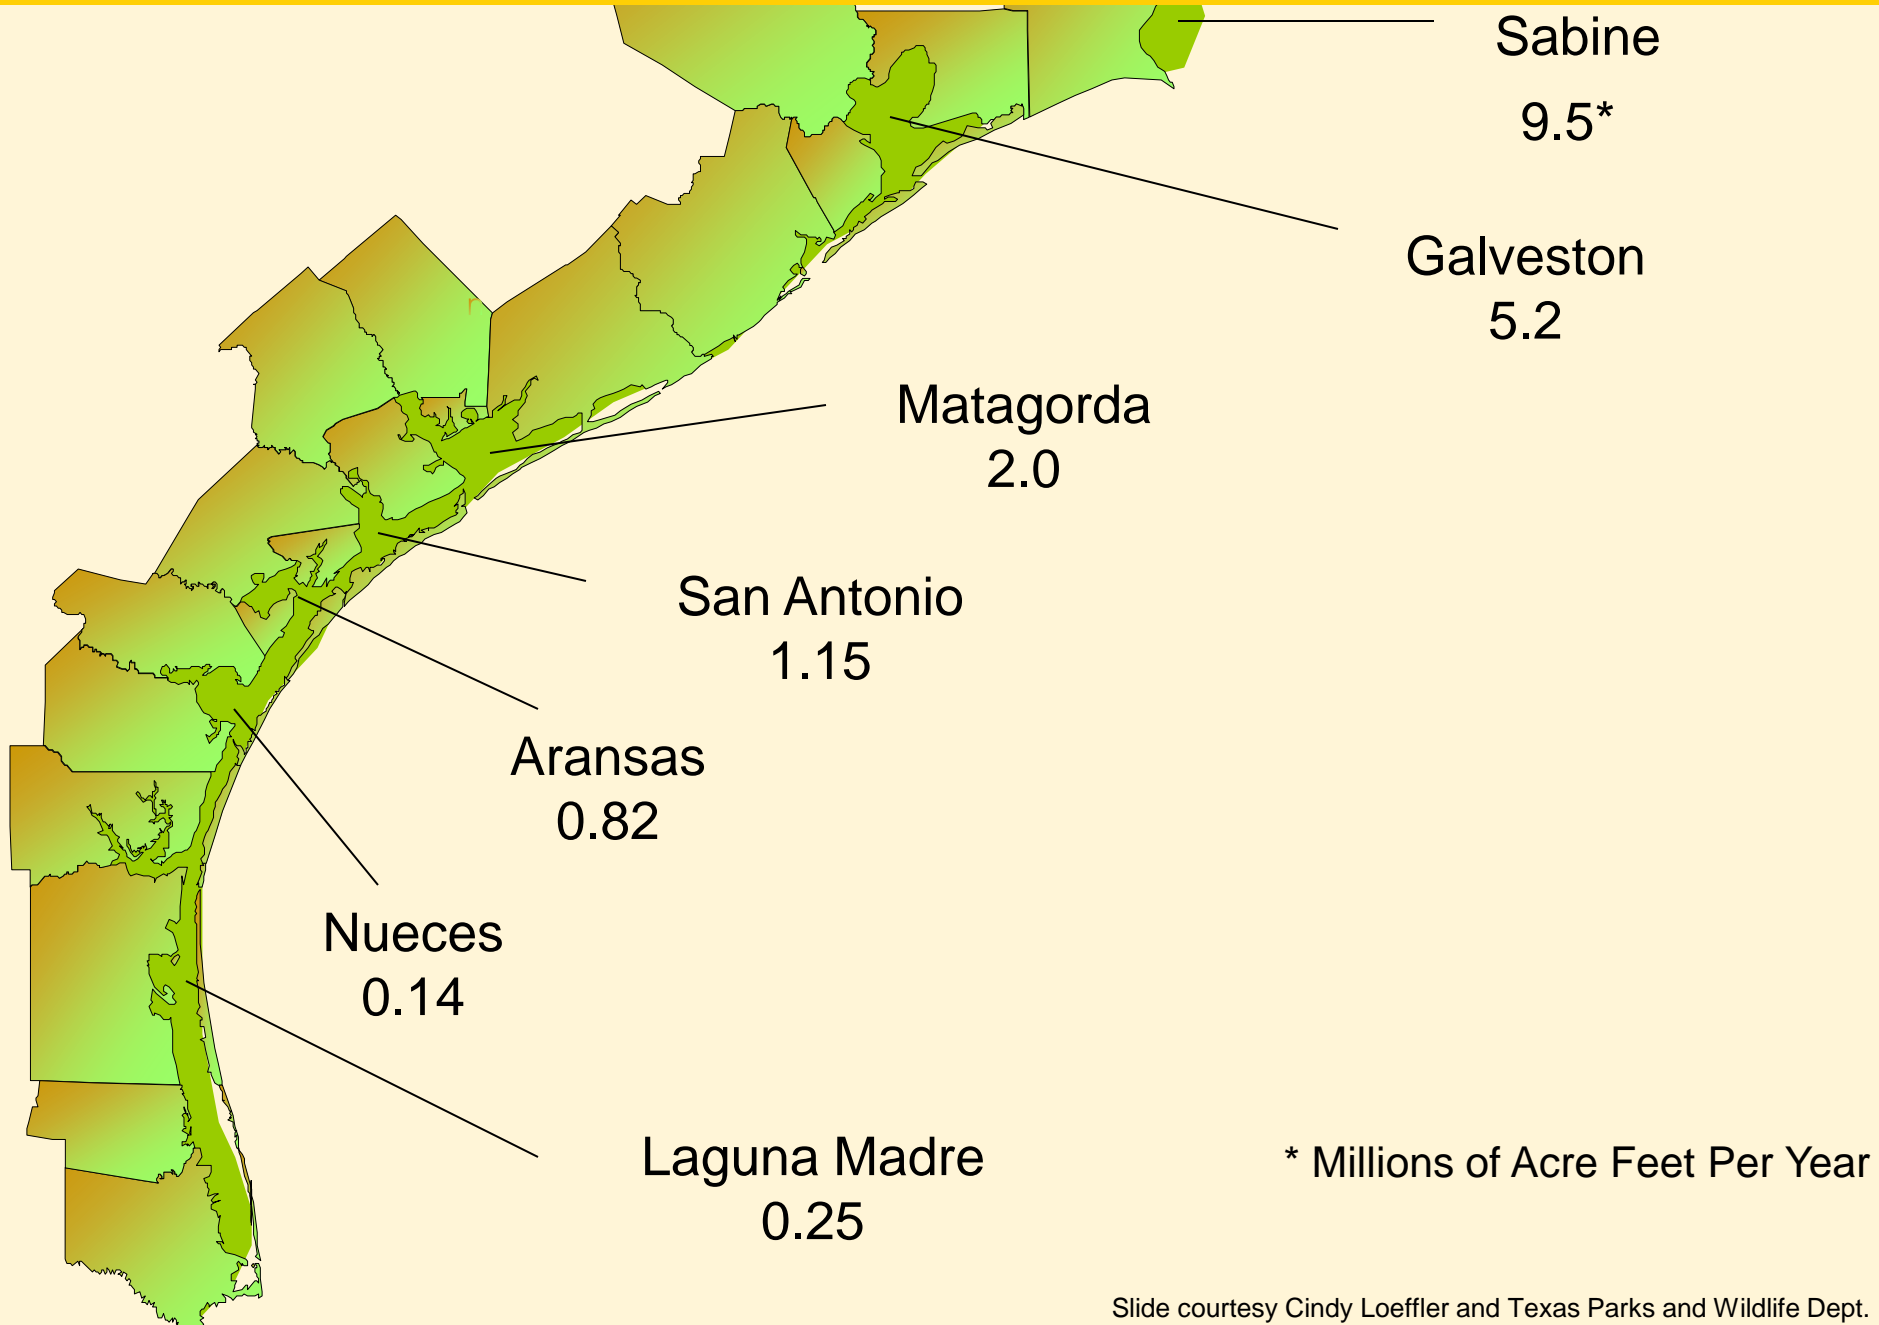 Sabine
9.5*
Galveston
5.2
Matagorda
2.0
San Antonio
1.15
Aransas
0.82
Nueces
0.14
Laguna Madre
0.25
* Millions of Acre Feet Per Year
Slide courtesy Cindy Loeffler and Texas Parks and Wildlife Dept.